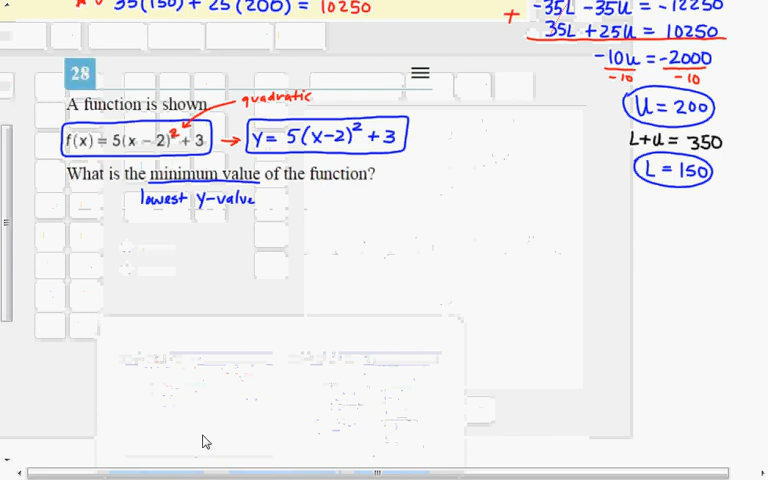 35(150) + 25(200) = 10250
+ -35L - 35U = -12250
35L + 25U = 10250
-10U = -2000
-10 -10
U = 200
L + U = 350
L = 150
28
A function is shown
quadratic
f(x) = 5(x − 2)² + 3 → y = 5(x-2)² + 3
What is the minimum value of the function?
lowest y-value